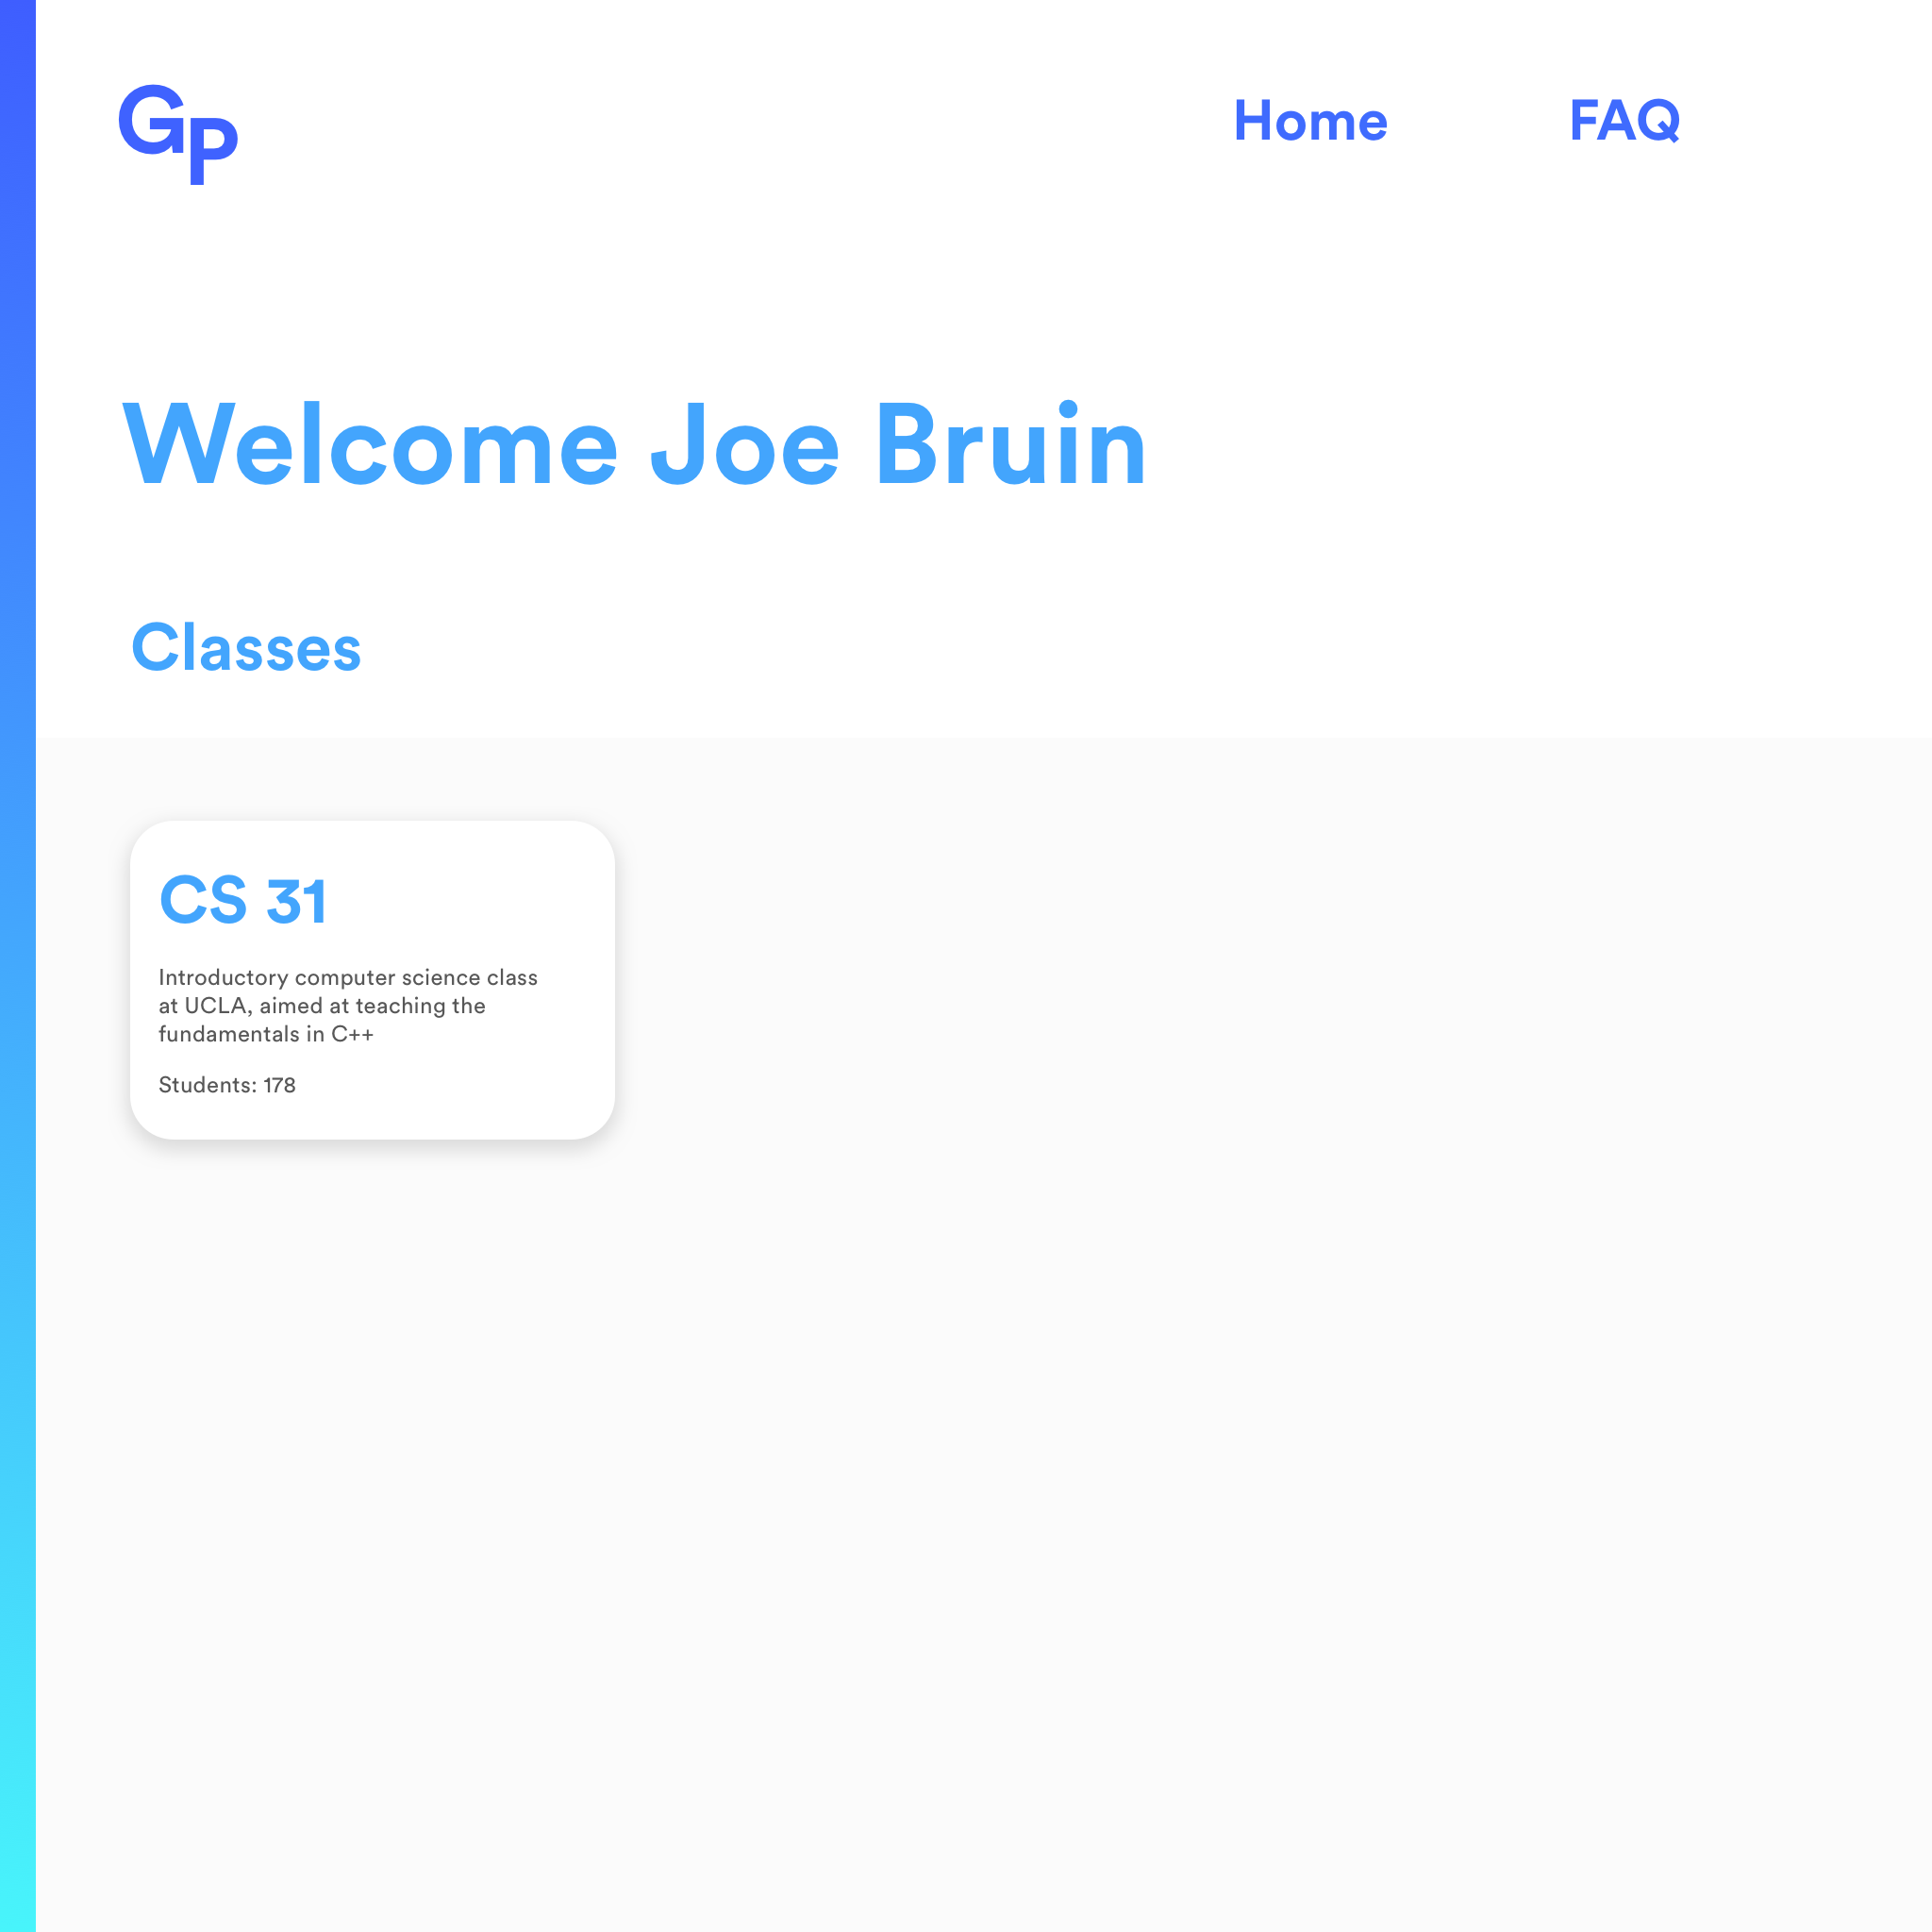 GP
Home FAQ
Welcome Joe Bruin
Classes
CS 31
Introductory computer science class
at UCLA, aimed at teaching the
fundamentals in C++
Students: 178